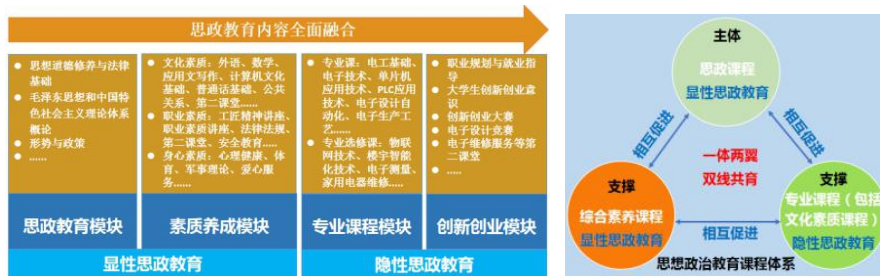 思政教育内容全面融合
● 思想道德修养与法律
基础
● 毛泽东思想和中国特
色社会主义理论体系
概论
● 形势与政策
● ......
● 文化素质：外语、数学、
应用文写作、计算机文化
基础、普通话基础、公共
关系、第二课堂......
● 职业素质：工匠精神讲座、
职业素质讲座、法律法规、
第二课堂、安全教育....
● 身心素质：心理健康、体
育、军事理论、爱心服
务......
● 专业课：电工基础、
电子技术、单片机
应用技术、PLC应用
技术、电子设计自
动化、电子生产工
艺......
● 专业选修课：物联
网技术、楼宇智能
化技术、电子测量、
家用电器维修....
● 职业规划与就业指
导
● 大学生创新创业意
识
● 创新创业大赛
● 电子设计竞赛
● 电子维修服务等第
二课堂
● .....
思政教育模块
素质养成模块
专业课程模块
创新创业模块
显性思政教育
隐性思政教育
主体
思政课程
显性思政教育
相互促进
相互促进
一体两翼
双线共育
支撑
综合素养课程
显性思政教育
相互促进
支撑
专业课程（包括
文化素质课程）
隐性思政教育
思想政治教育课程体系